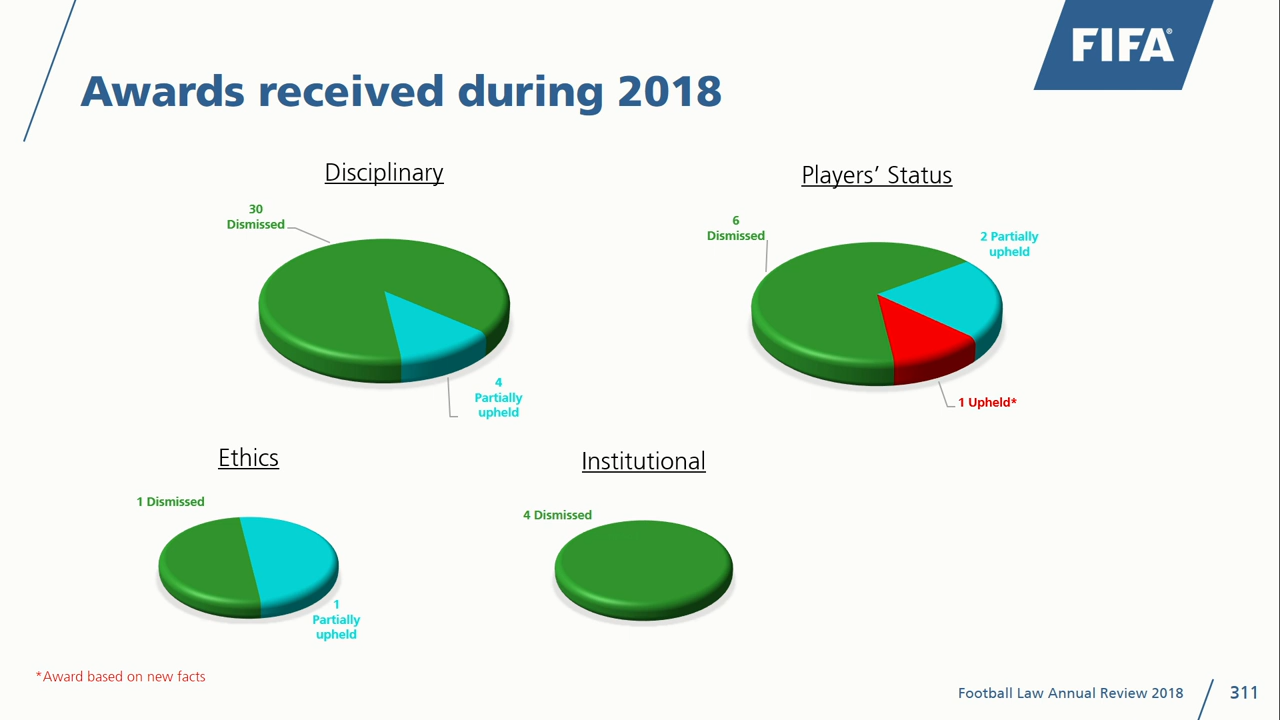 FIFA®
Awards received during 2018
Disciplinary
30
Dismissed
4
Partially
upheld
Players’ Status
6
Dismissed
2 Partially
upheld
1 Upheld*
Ethics
1 Dismissed
1
Partially
upheld
Institutional
4 Dismissed
*Award based on new facts
Football Law Annual Review 2018
311